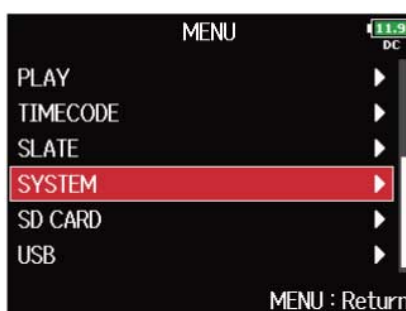 MENU
11.9
DC
PLAY
TIMECODE
SLATE
SYSTEM
SD CARD
USB
MENU : Return